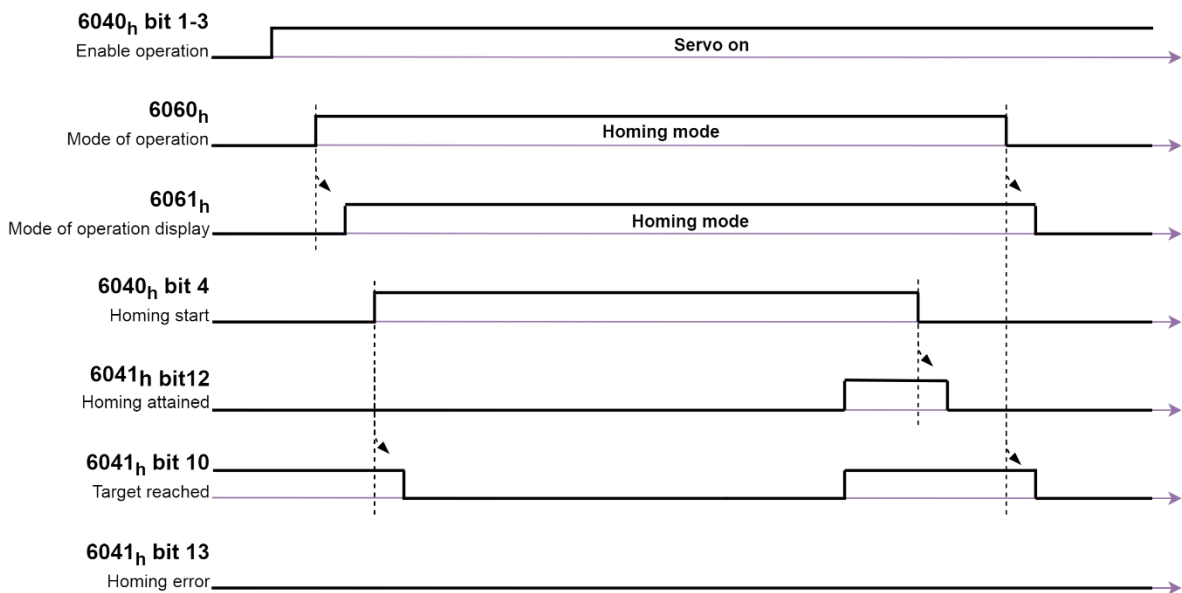 6040h bit 1-3
Enable operation
Servo on
6060h
Mode of operation
Homing mode
6061h
Mode of operation display
Homing mode
6040h bit 4
Homing start
6041h bit12
Homing attained
6041h bit 10
Target reached
6041h bit 13
Homing error